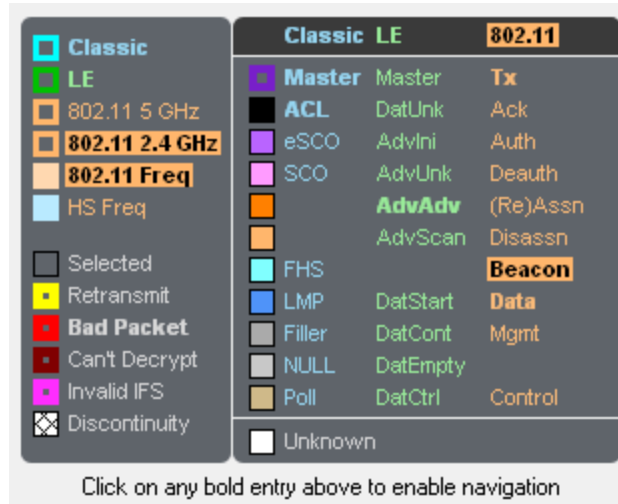 Classic
LE
802.11 5 GHz
802.11 2.4 GHz
802.11 Freq
HS Freq
Selected
Retransmit
Bad Packet
Can't Decrypt
Invalid IFS
Discontinuity
Classic LE 802.11
Master Master Tx
ACL DatUnk Ack
eSCO AdvIni Auth
SCO AdvUnk Deauth
AdvAdv (Re)Assn
AdvScan Disassn
FHS Beacon
LMP DatStart Data
Filler DatCont Mgmt
NULL DatEmpty
Poll DatCtrl Control
Unknown
Click on any bold entry above to enable navigation